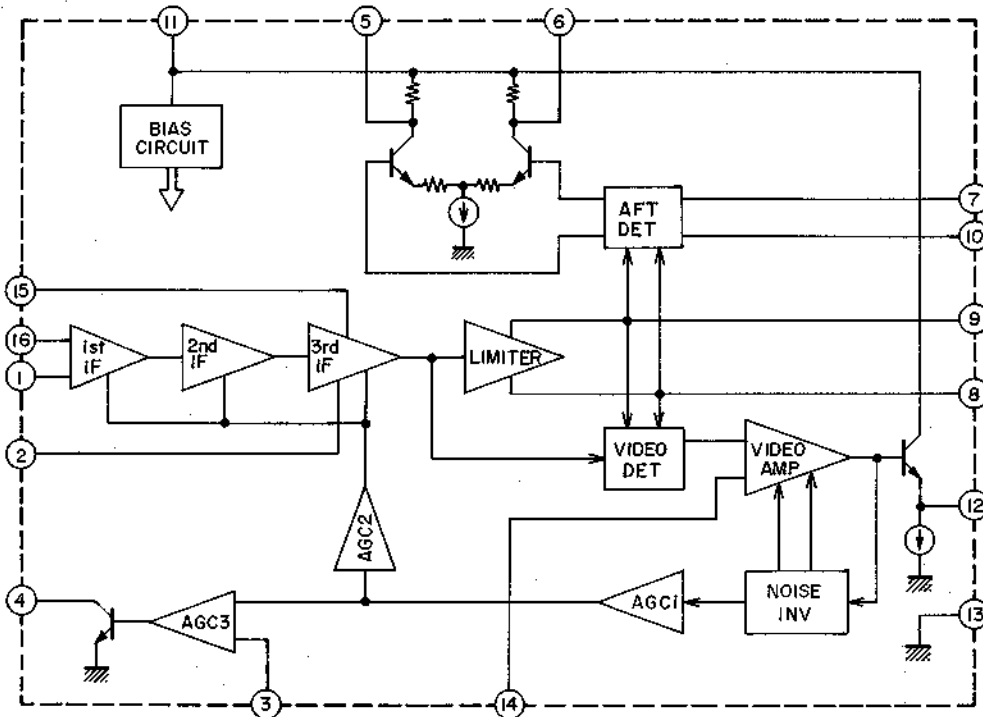 11
5
6
BIAS
CIRCUIT
AFT
DET
7
10
15
16
1
1st
iF
2nd
iF
3rd
iF
LIMITER
9
8
2
VIDEO
DET
VIDEO
AMP
12
AGC2
4
AGC3
AGC1
NOISE
INV
13
3
14